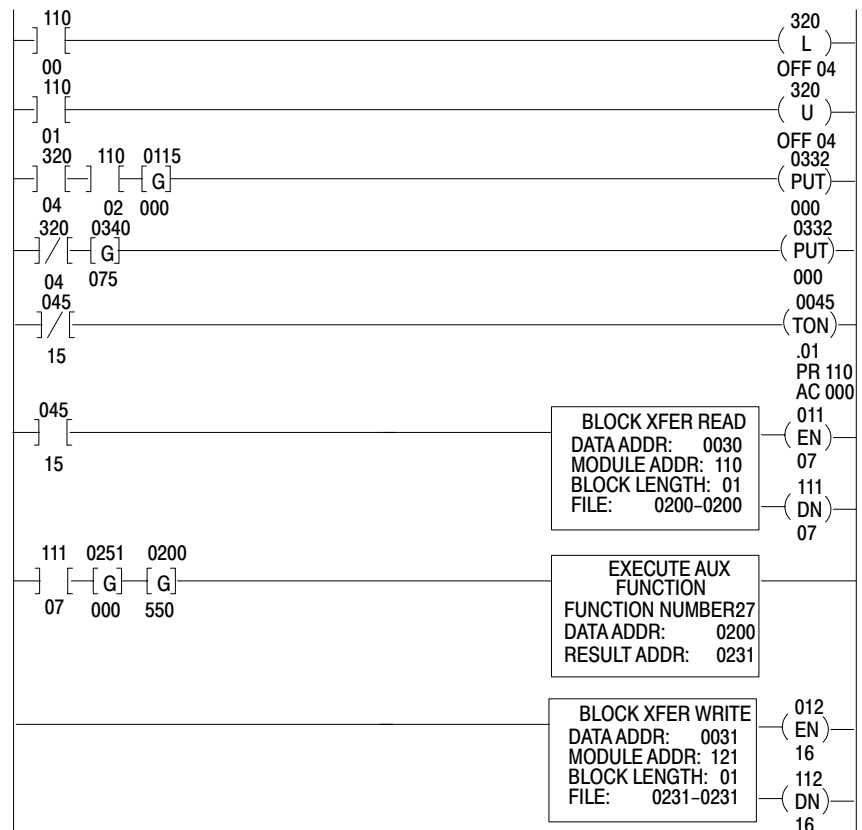 110 320
] [ ( L )
00 OFF 04
110 320
] [ ( U )
01 OFF 04
320 110 0115 0332
] [ ] [ [ G ] ( PUT )
04 02 000 000
320 0340 0332
]/[ [ G ] ( PUT )
04 075 000
045 0045
]/[ ( TON )
15 .01
PR 110
AC 000
045 BLOCK XFER READ 011
] [ DATA ADDR: 0030 ( EN )
15 MODULE ADDR: 110 07
BLOCK LENGTH: 01 111
FILE: 0200-0200 ( DN )
07
111 0251 0200 EXECUTE AUX
] [ [ G ] [ G ] FUNCTION
07 000 550 FUNCTION NUMBER27
DATA ADDR: 0200
RESULT ADDR: 0231
BLOCK XFER WRITE 012
DATA ADDR: 0031 ( EN )
MODULE ADDR: 121 16
BLOCK LENGTH: 01 112
FILE: 0231-0231 ( DN )
16